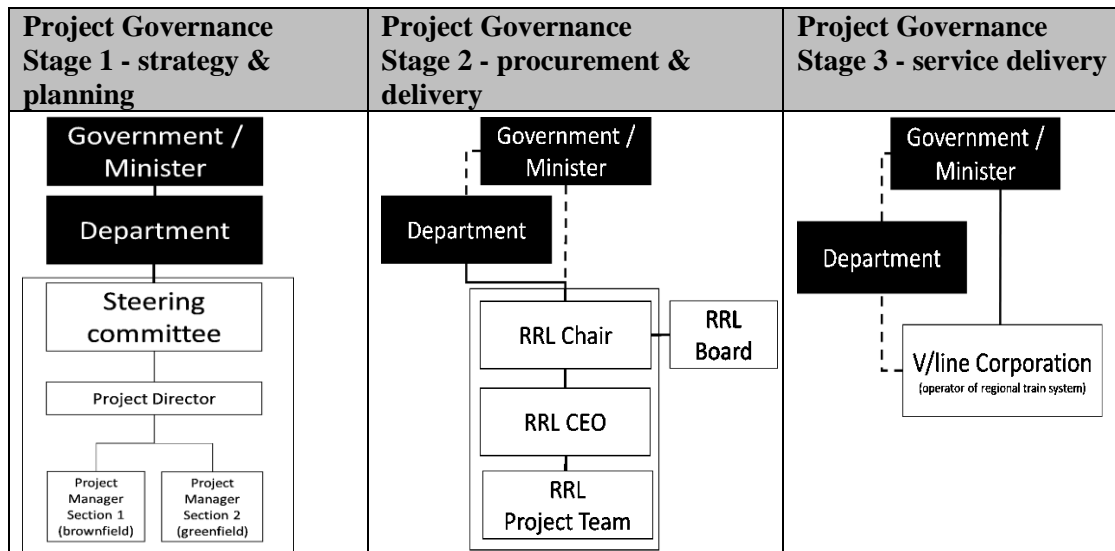 Project Governance
Stage 1 - strategy &
planning
Government /
Minister
Department
Steering
committee
Project Director
Project
Manager
Section 1
(brownfield)
Project
Manager
Section 2
(greenfield)
Project Governance
Stage 2 - procurement &
delivery
Government /
Minister
Department
RRL Chair
RRL
Board
RRL CEO
RRL
Project Team
Project Governance
Stage 3 - service delivery
Government /
Minister
Department
V/line Corporation
(operator of regional train system)